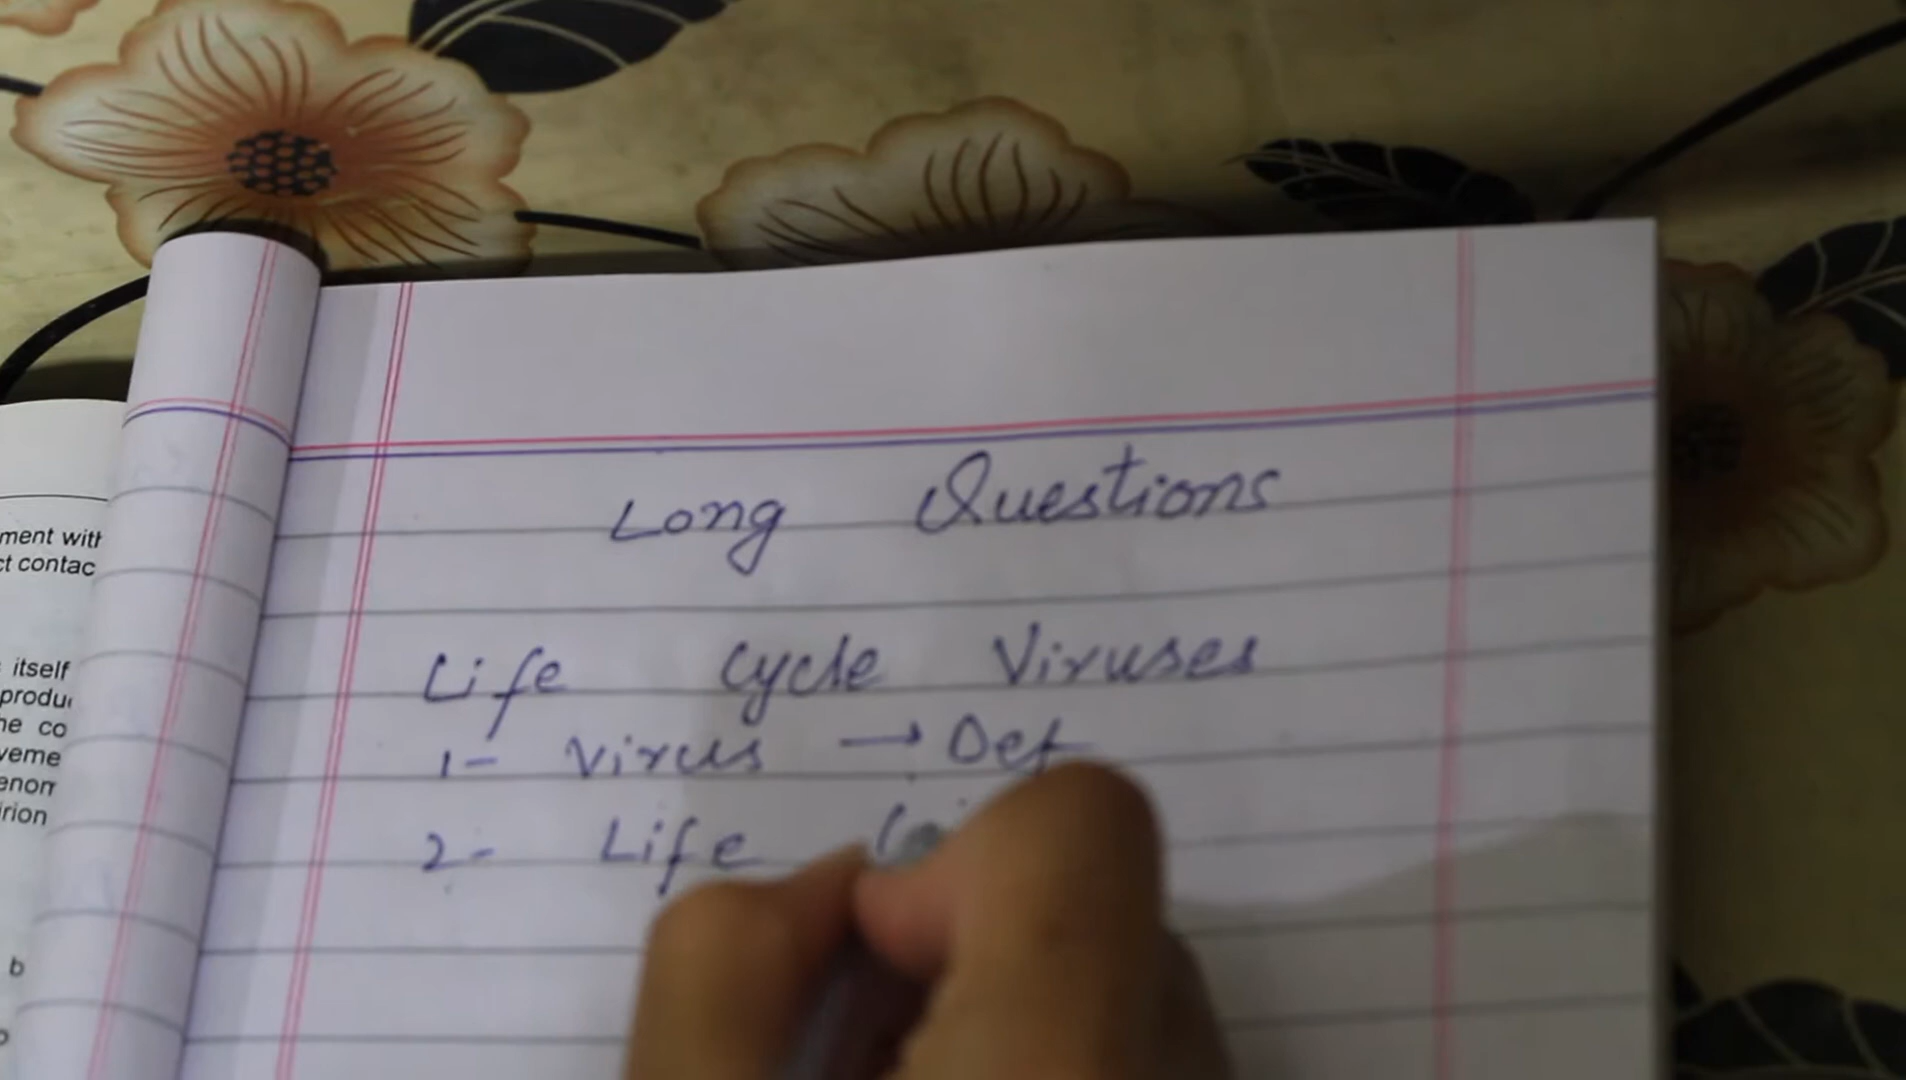 Long Questions
Life cycle Viruses
1- Virus → Def
2- Life
ment with
ct contac
itself
produ
he co
veme
enom
irion
b